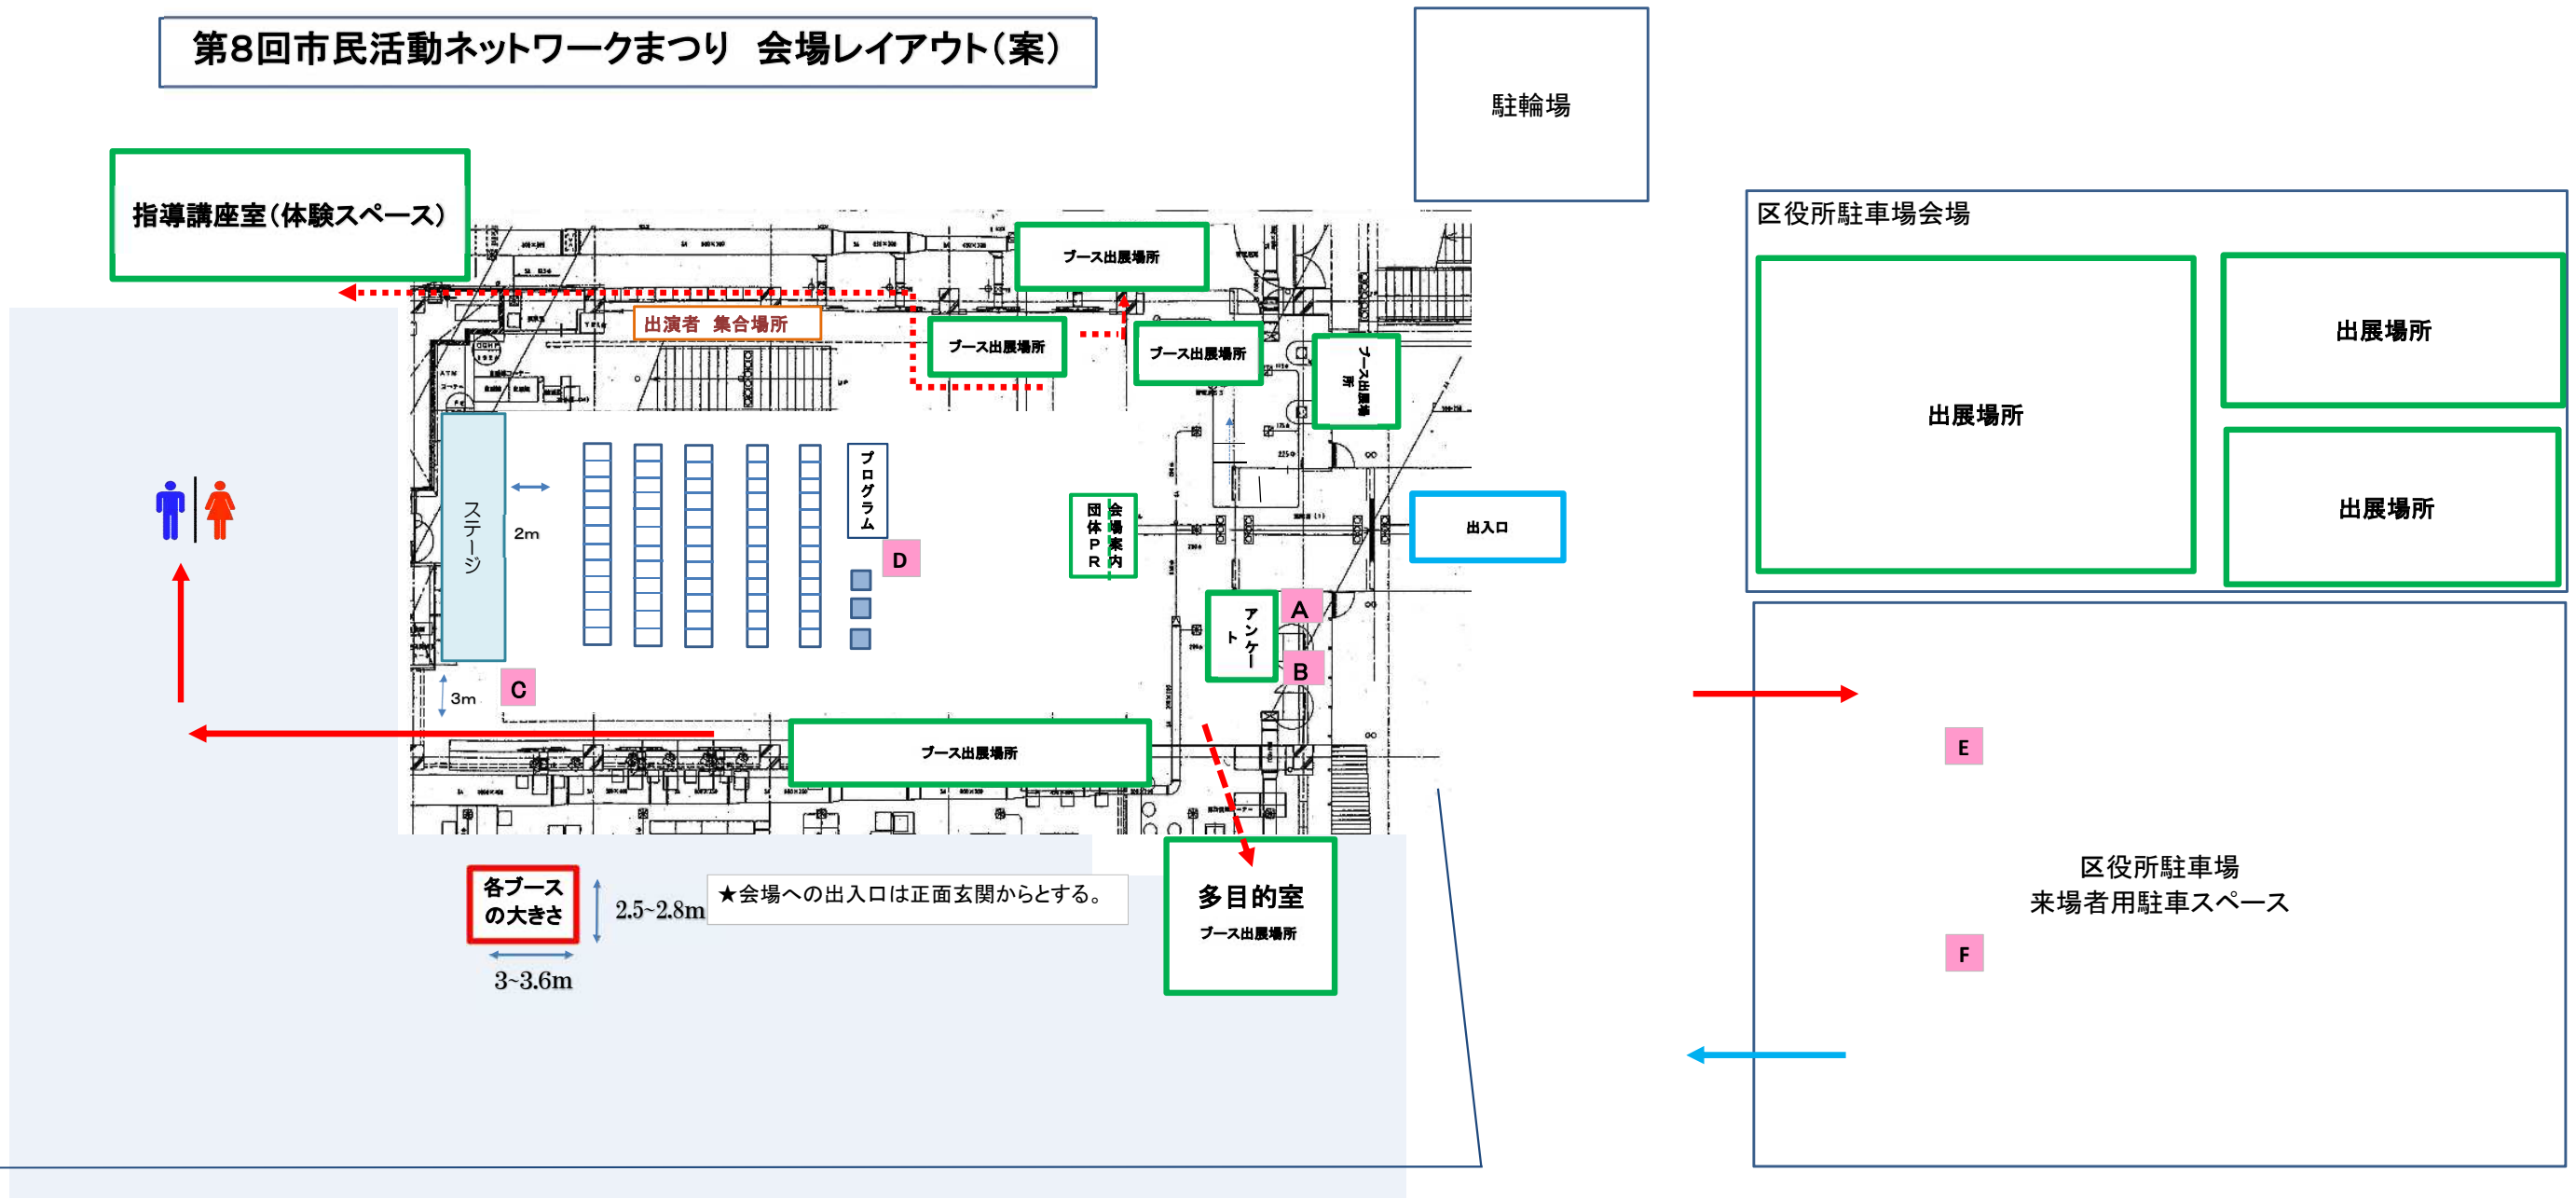 第8回市民活動ネットワークまつり　会場レイアウト（案）
駐輪場
指導講座室（体験スペース）
区役所駐車場会場
出展場所
出展場所
出展場所
ブース出展場所
出演者　集合場所
ブース出展場所
ブース出展場所
ブース出展場所
ステージ
2m
プログラム
D
団体PR
会場案内
出入口
アンケート
A
B
C
3m
ブース出展場所
E
F
区役所駐車場
来場者用駐車スペース
各ブース
の大きさ
2.5~2.8m
3~3.6m
★会場への出入口は正面玄関からとする。
多目的室
ブース出展場所